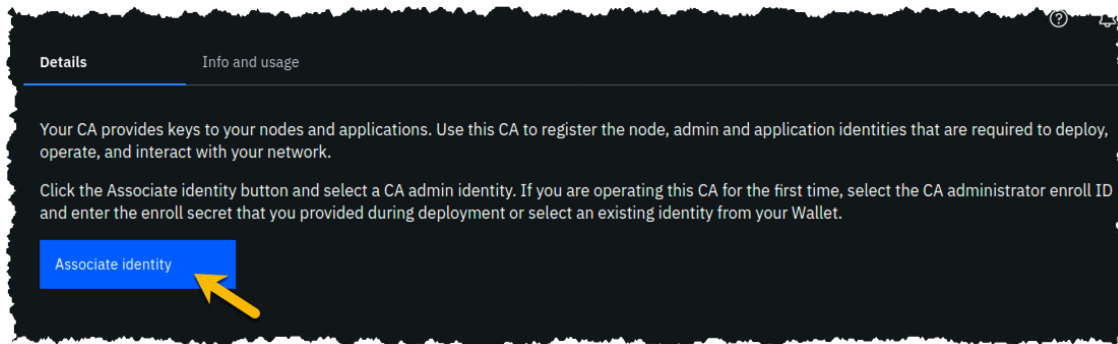 Details
Info and usage
Your CA provides keys to your nodes and applications. Use this CA to register the node, admin and application identities that are required to deploy,
operate, and interact with your network.
Click the Associate identity button and select a CA admin identity. If you are operating this CA for the first time, select the CA administrator enroll ID
and enter the enroll secret that you provided during deployment or select an existing identity from your Wallet.
Associate identity